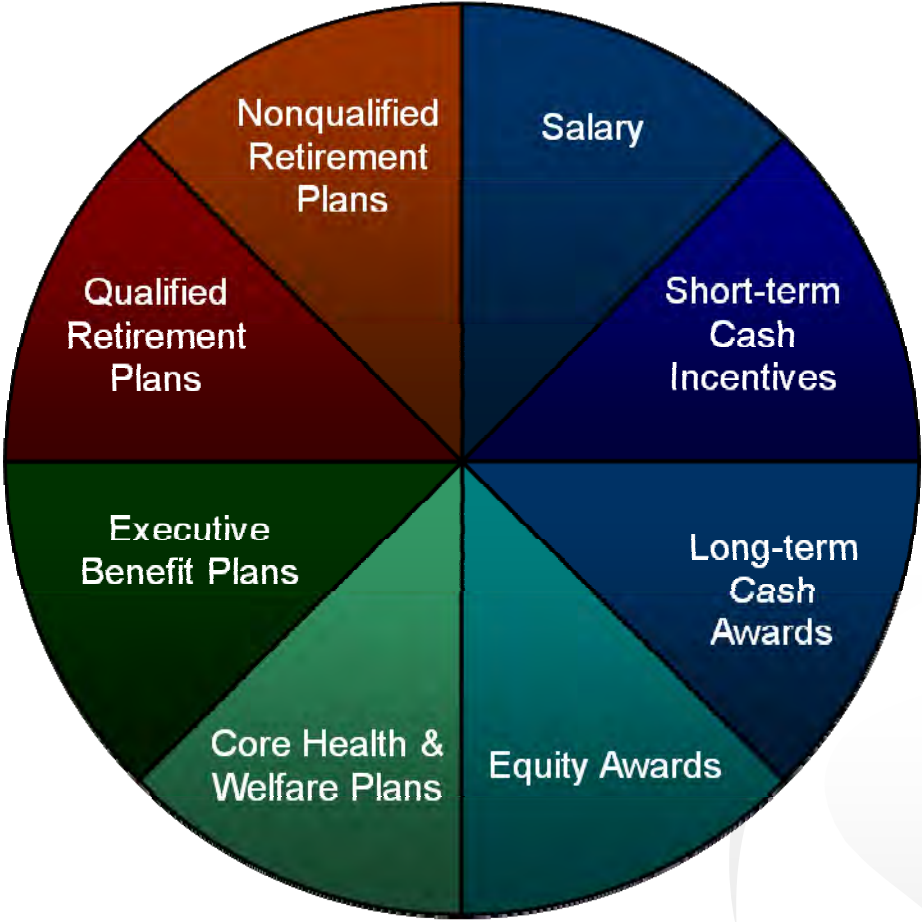 Nonqualified
Retirement
Plans
Salary
Qualified
Retirement
Plans
Short-term
Cash
Incentives
Executive
Benefit Plans
Long-term
Cash
Awards
Core Health &
Welfare Plans
Equity Awards